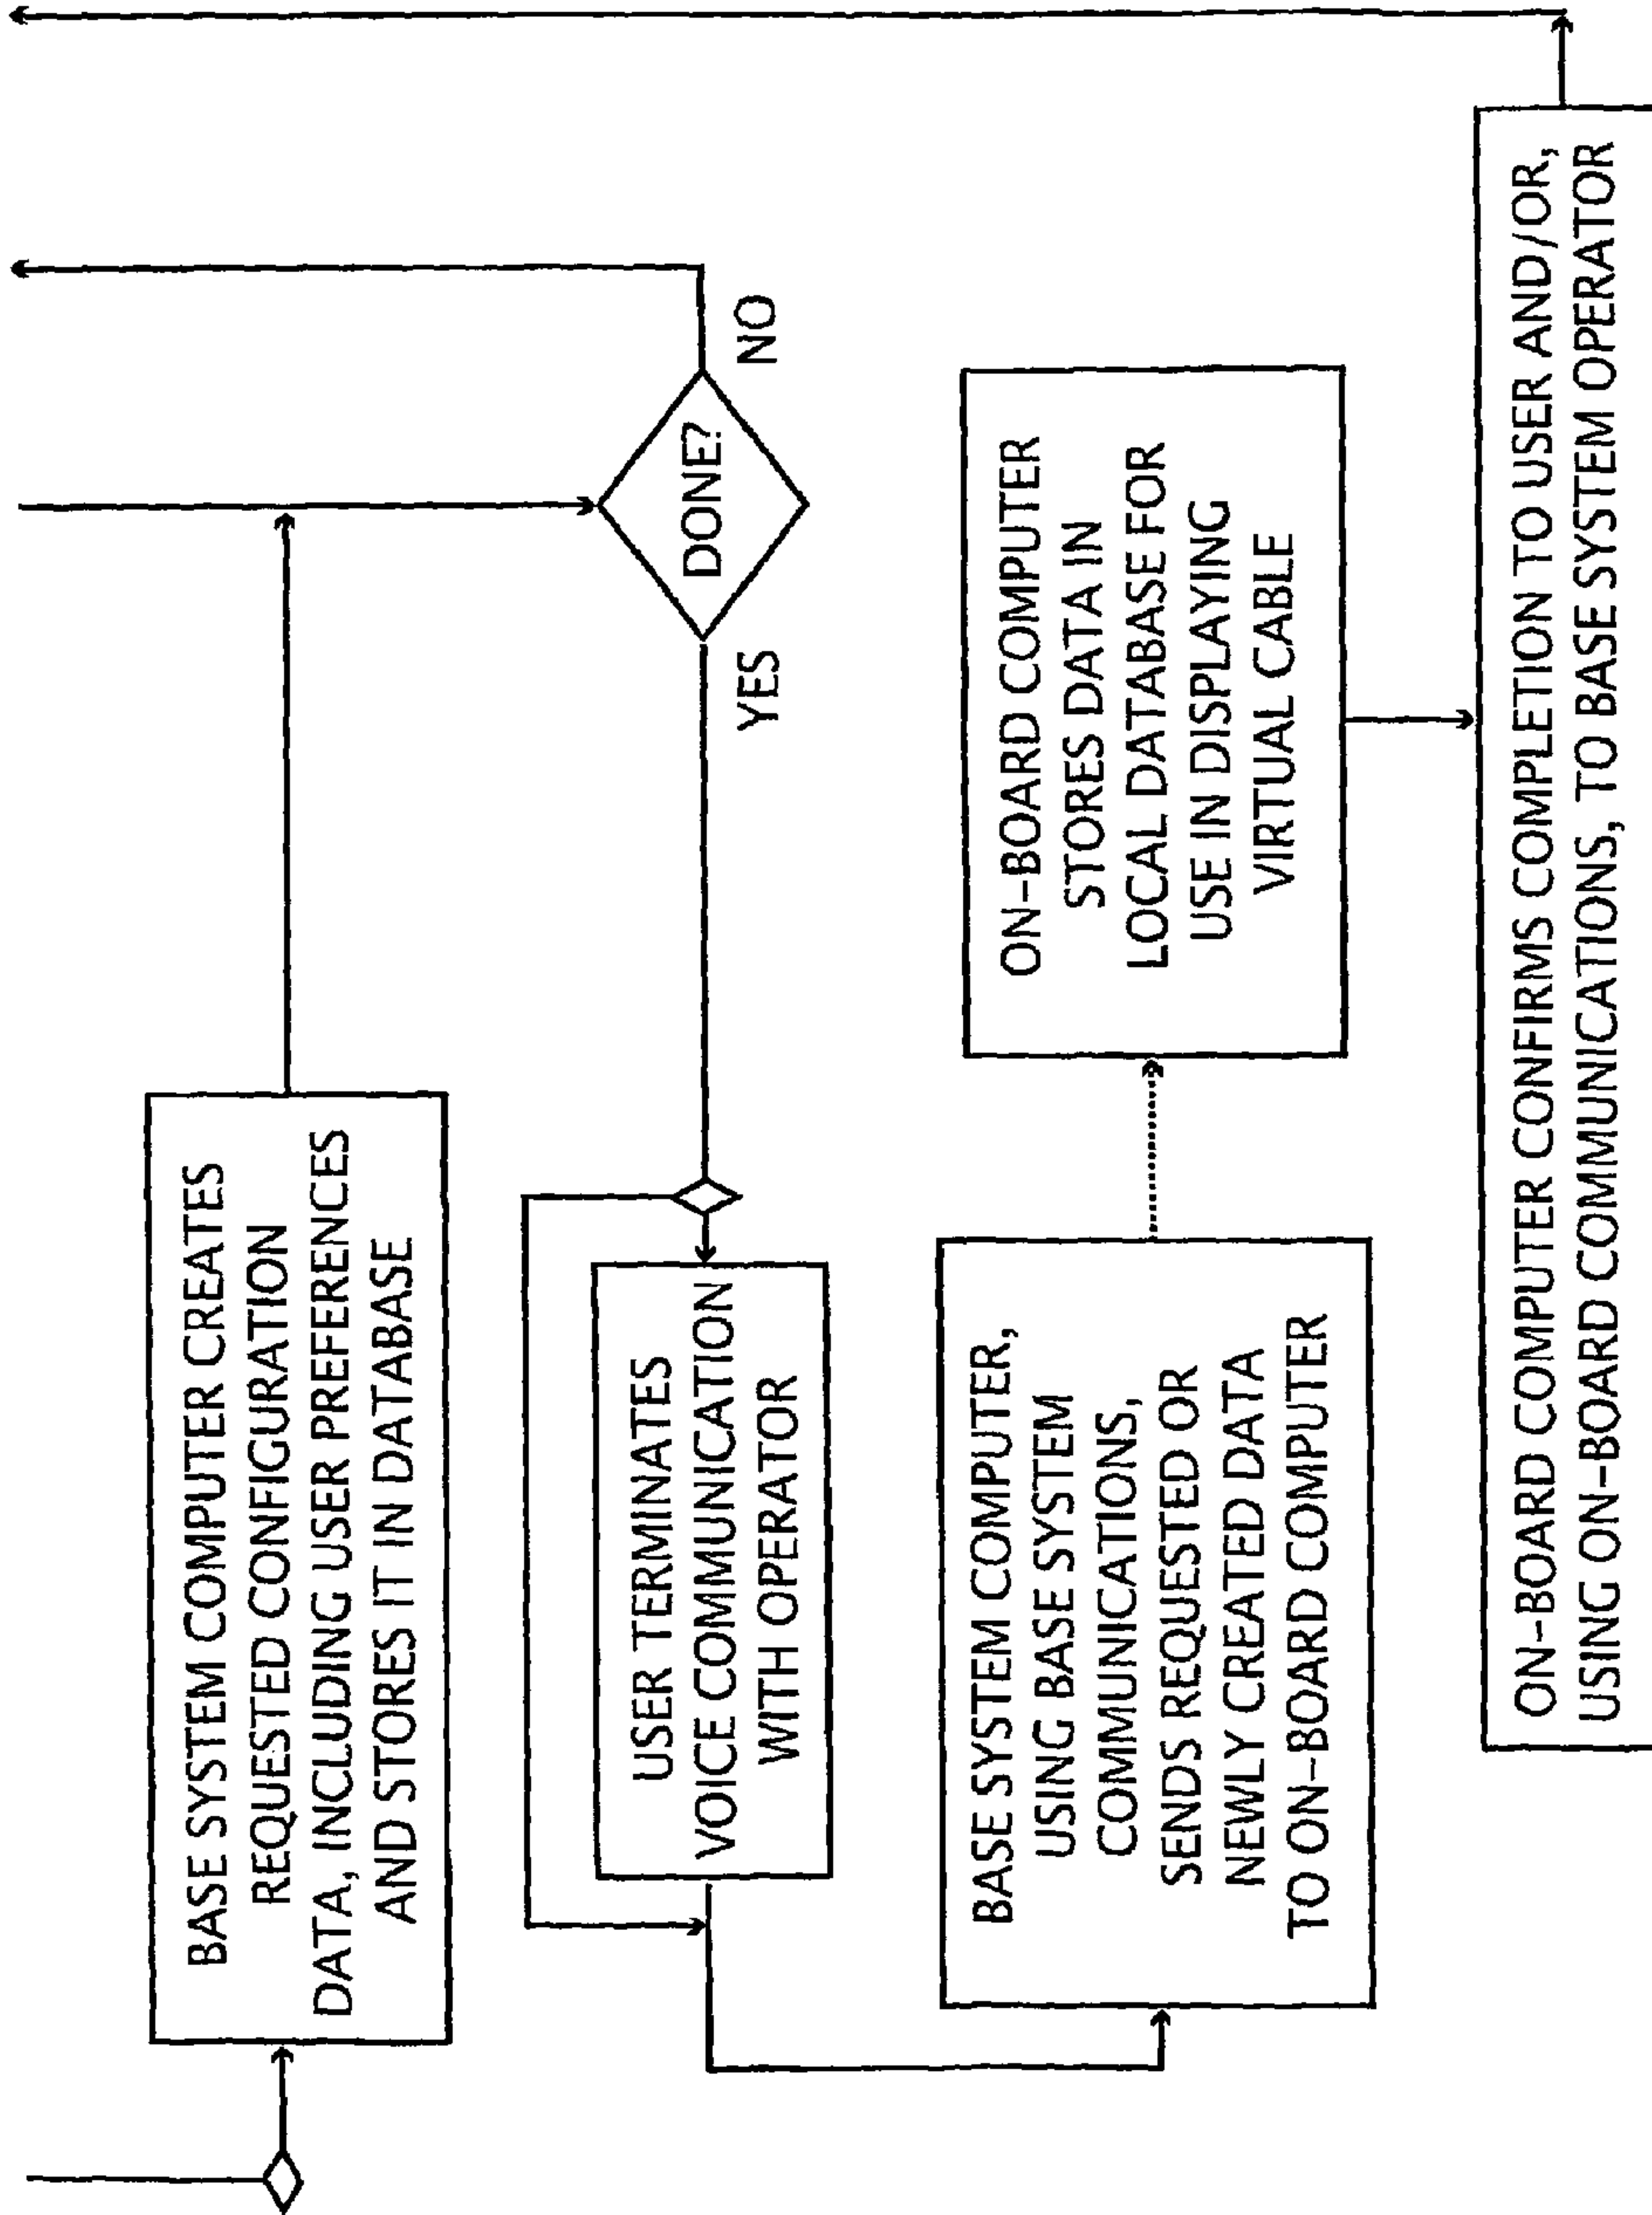 BASE SYSTEM COMPUTER CREATES
REQUESTED CONFIGURATION
DATA, INCLUDING USER PREFERENCES
AND STORES IT IN DATABASE
DONE?
NO
YES
USER TERMINATES
VOICE COMMUNICATION
WITH OPERATOR
BASE SYSTEM COMPUTER,
USING BASE SYSTEM
COMMUNICATIONS,
SENDS REQUESTED OR
NEWLY CREATED DATA
TO ON-BOARD COMPUTER
ON-BOARD COMPUTER
STORES DATA IN
LOCAL DATABASE FOR
USE IN DISPLAYING
VIRTUAL CABLE
ON-BOARD COMPUTER CONFIRMS COMPLETION TO USER AND/OR,
USING ON-BOARD COMMUNICATIONS, TO BASE SYSTEM OPERATOR